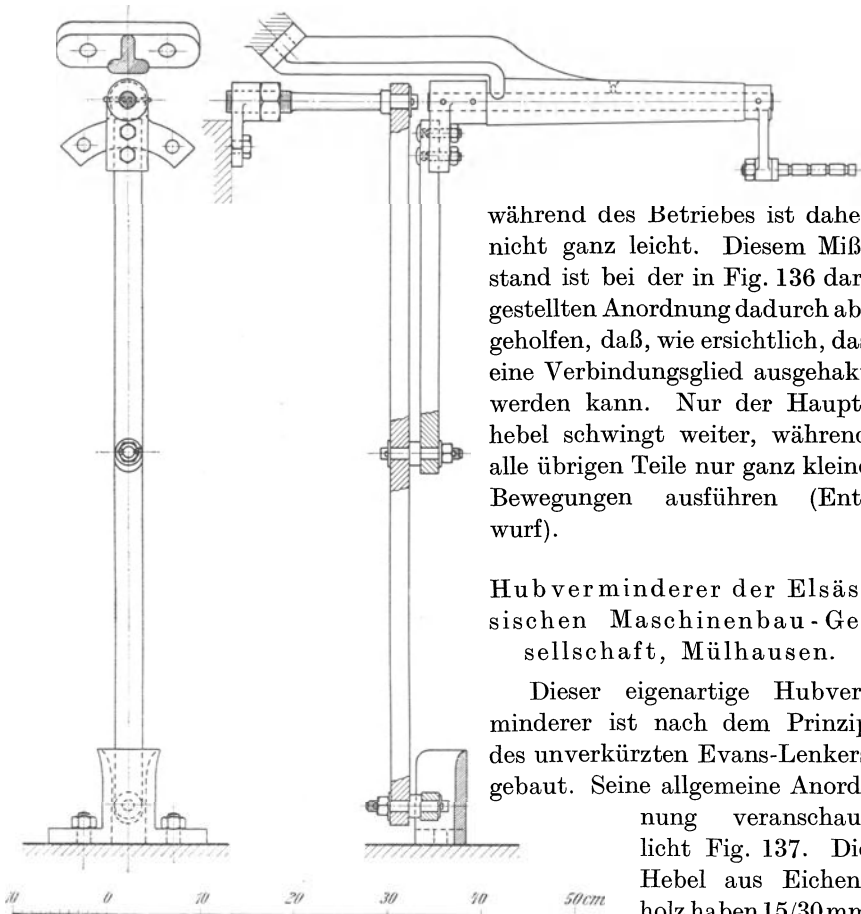 während des Betriebes ist dahe
nicht ganz leicht. Diesem Miß
stand ist bei der in Fig. 136 dar
gestellten Anordnung dadurch ab
geholfen, daß, wie ersichtlich, das
eine Verbindungsglied ausgehakt
werden kann. Nur der Haupt-
hebel schwingt weiter, während
alle übrigen Teile nur ganz kleine
Bewegungen ausführen (Ent
wurf).
Hubverminderer der Elsäs
sischen Maschinenbau-Ge
sellschaft, Mülhausen.
Dieser eigenartige Hubver
minderer ist nach dem Prinzip
des unverkürzten Evans-Lenkers
gebaut. Seine allgemeine Anord
nung veranschau
licht Fig. 137. Die
Hebel aus Eichen
holz haben 15/30 mm
10 0 10 20 30 40 50 cm